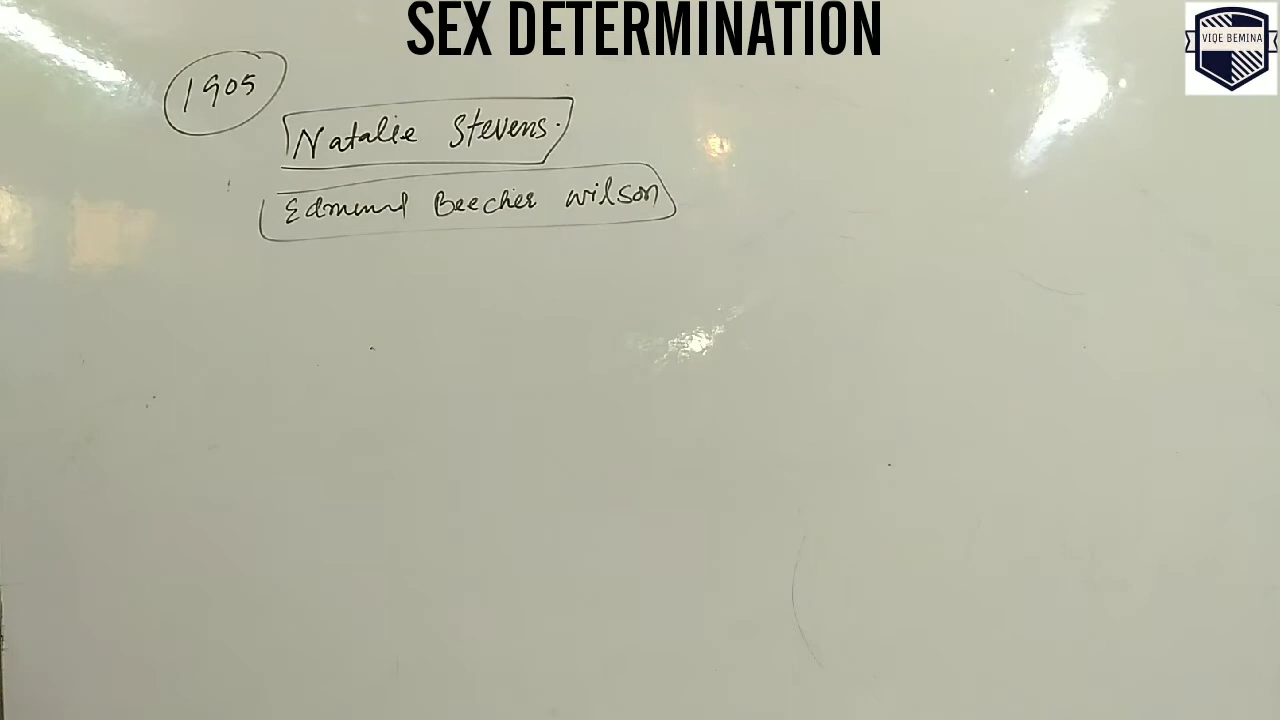 SEX DETERMINATION
VIQE BEMINA
1905
Natalie Stevens.
Edmund Beecher Wilson